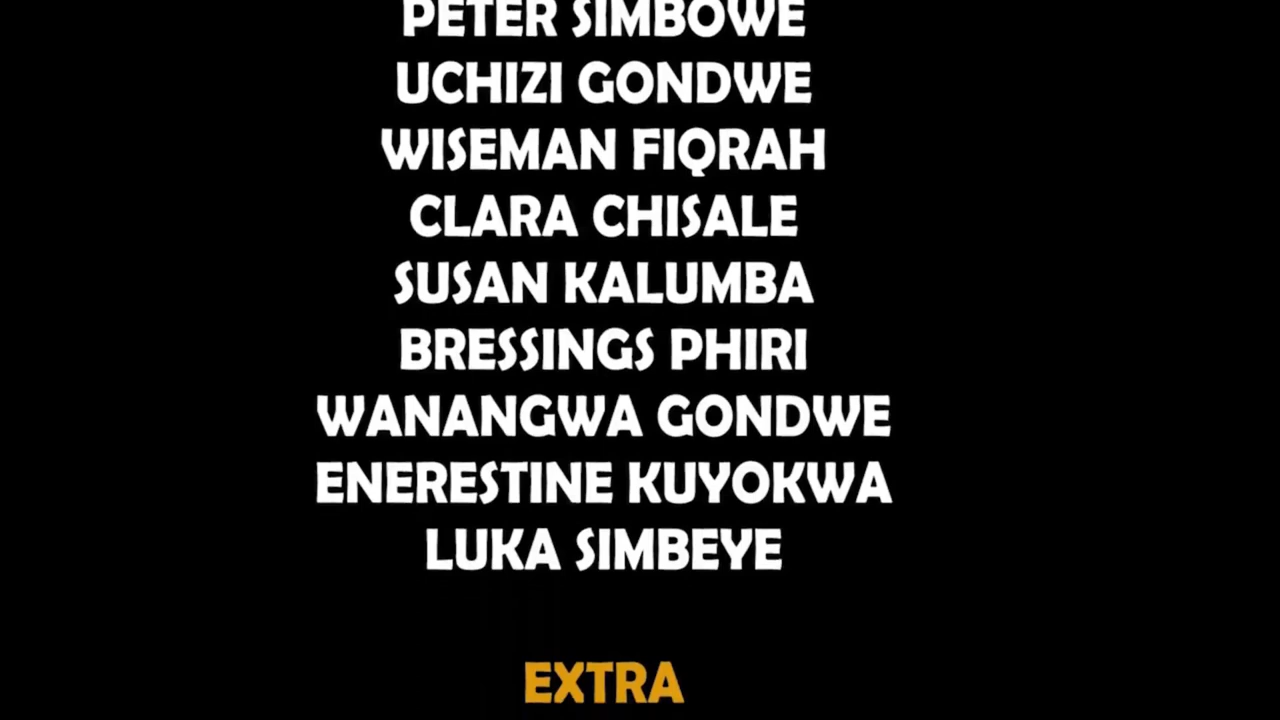 PETER SIMBOWE
UCHIZI GONDWE
WISEMAN FIQRAH
CLARA CHISALE
SUSAN KALUMBA
BRESSINGS PHIRI
WANANGWA GONDWE
ENERESTINE KUYOKWA
LUKA SIMBEYE
EXTRA